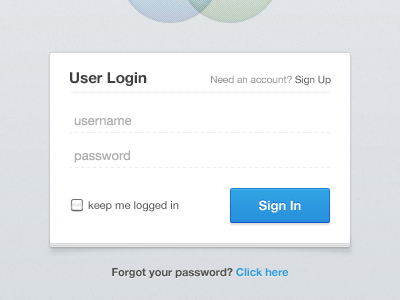 User Login
Need an account? Sign Up
username
password
keep me logged in
Sign In
Forgot your password? Click here